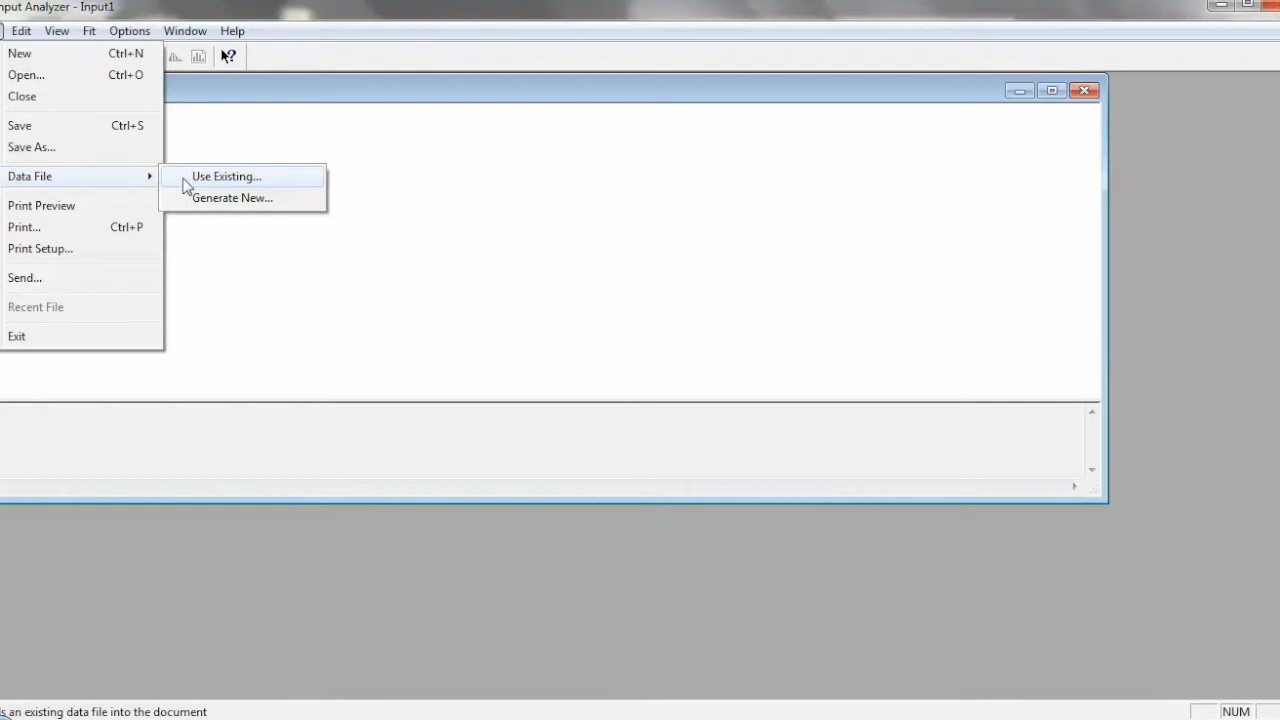 nput Analyzer - Input1
Edit View Fit Options Window Help
New Ctrl+N
Open... Ctrl+O
Close
Save Ctrl+S
Save As...
Data File
Use Existing...
Generate New...
Print Preview
Print... Ctrl+P
Print Setup...
Send...
Recent File
Exit
s an existing data file into the document
NUM